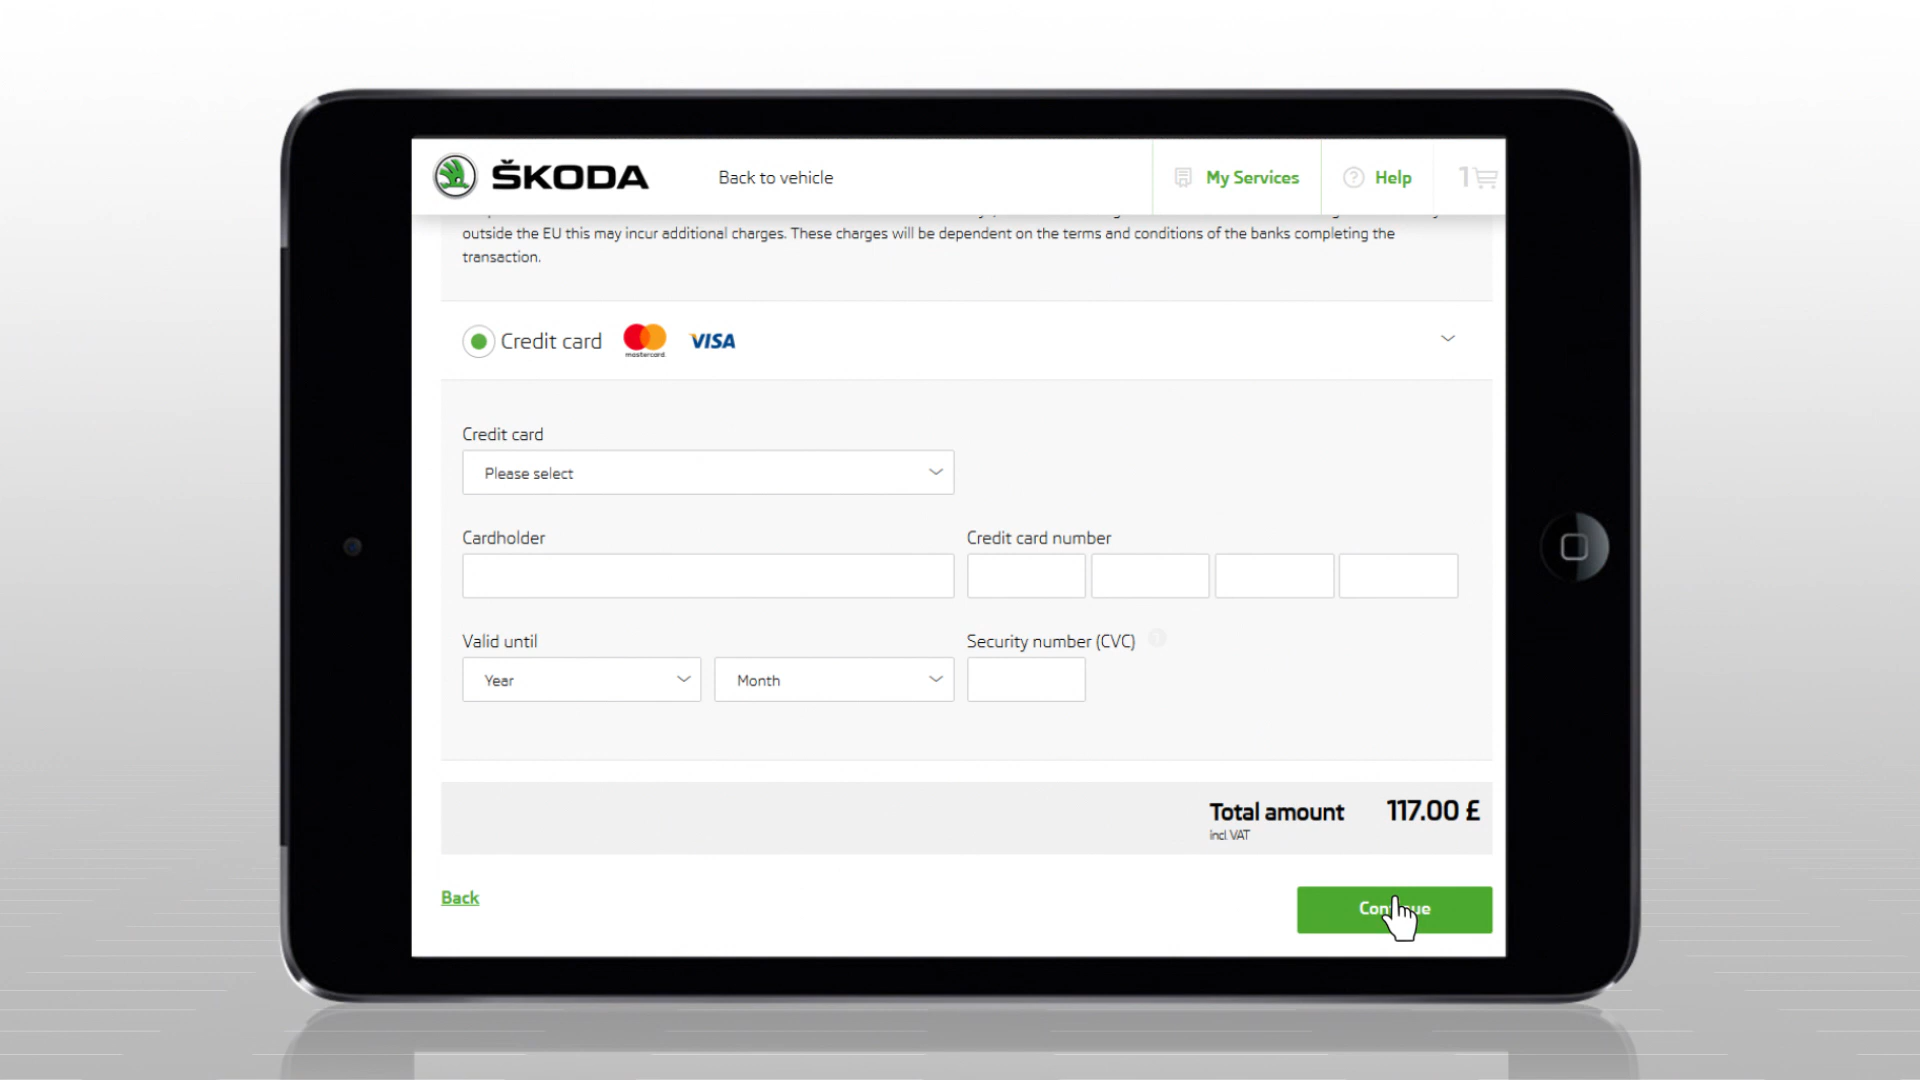 ŠKODA
Back to vehicle
My Services
Help
1
outside the EU this may incur additional charges. These charges will be dependent on the terms and conditions of the banks completing the
transaction.
Credit card
mastercard
VISA
Credit card
Please select
Cardholder
Credit card number
Valid until
Security number (CVC)
Year
Month
Total amount
117.00 £
incl. VAT
Back